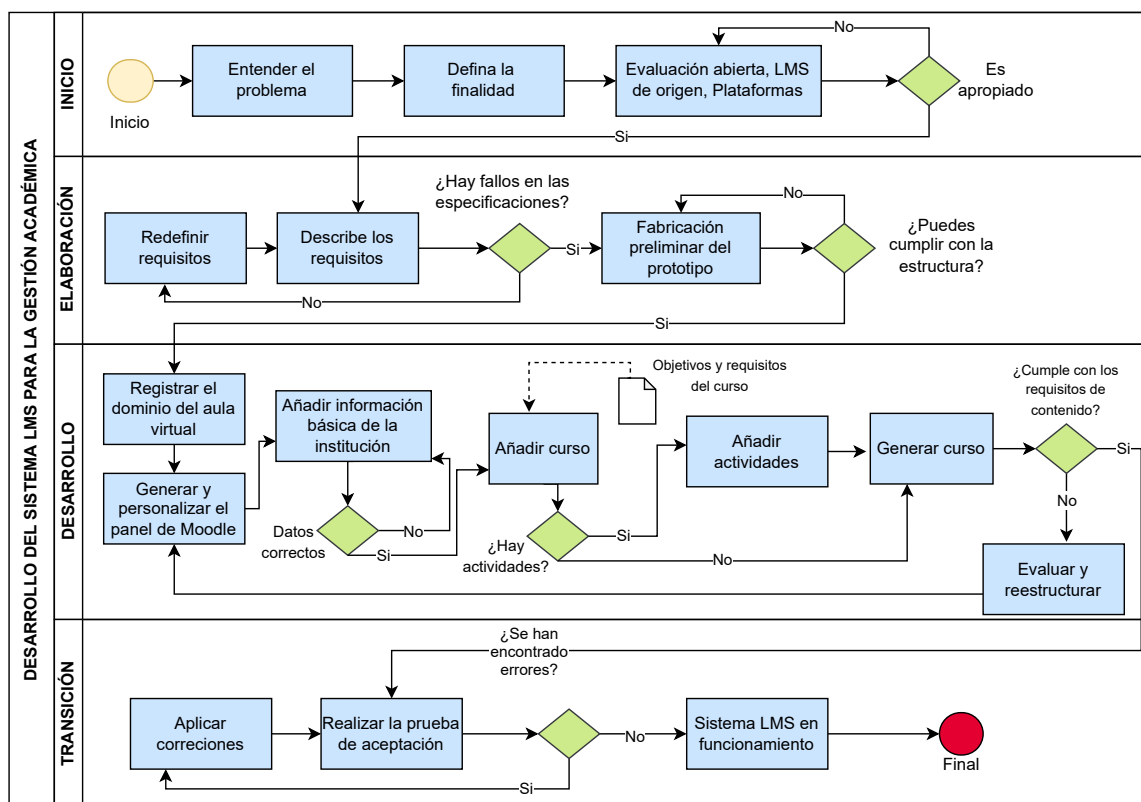 DESARROLLO DEL SISTEMA LMS PARA LA GESTIÓN ACADÉMICA
INICIO
Inicio
Entender el
problema
Defina la
finalidad
Evaluación abierta, LMS
de origen, Plataformas
No
Es
apropiado
Si
ELABORACIÓN
Redefinir
requisitos
Describe los
requisitos
¿Hay fallos en las
especificaciones?
Si
No
Fabricación
preliminar del
prototipo
No
¿Puedes
cumplir con la
estructura?
Si
DESARROLLO
Registrar el
dominio del aula
virtual
Generar y
personalizar el
panel de Moodle
Añadir información
básica de la
institución
Datos
correctos
No
Si
Objetivos y requisitos
del curso
Añadir curso
¿Hay
actividades?
Si
No
Añadir
actividades
Generar curso
¿Cumple con los
requisitos de
contenido?
Si
No
Evaluar y
reestructurar
TRANSICIÓN
Aplicar
correciones
Realizar la prueba
de aceptación
¿Se han
encontrado
errores?
No
Si
Sistema LMS en
funcionamiento
Final